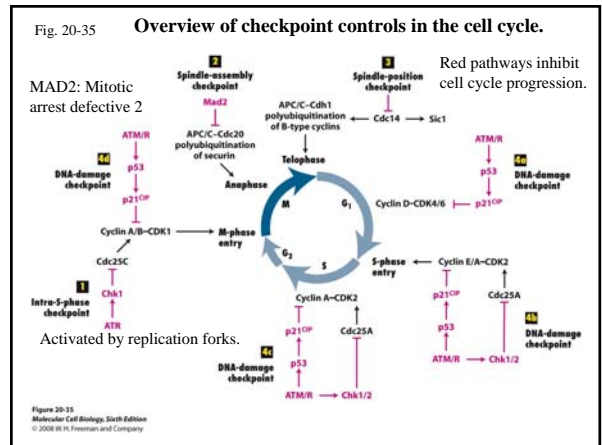 Fig. 20-35
Overview of checkpoint controls in the cell cycle.
MAD2: Mitotic
arrest defective 2
2
Spindle-assembly
checkpoint
Mad2
APC/C–Cdc20
polyubiquitination
of securin
Anaphase
3
Spindle-position
checkpoint
APC/C–Cdh1
polyubiquitination
of B-type cyclins
Cdc14
Sic1
Telophase
Red pathways inhibit
cell cycle progression.
ATM/R
p53
p21CIP
4a
DNA-damage
checkpoint
Cyclin D-CDK4/6
ATM/R
4d
DNA-damage
checkpoint
p53
p21CIP
Cyclin A/B–CDK1
M-phase
entry
Cdc25C
1
Intra-S-phase
checkpoint
Chk1
ATR
Activated by replication forks.
M
G1
G2
S
S-phase
entry
Cyclin E/A–CDK2
p21CIP
Cdc25A
p53
4b
DNA-damage
checkpoint
ATM/R
Chk1/2
Cyclin A–CDK2
p21CIP
Cdc25A
4c
DNA-damage
checkpoint
p53
ATM/R
Chk1/2
Figure 20-35
Molecular Cell Biology, Sixth Edition
© 2008 W. H. Freeman and Company